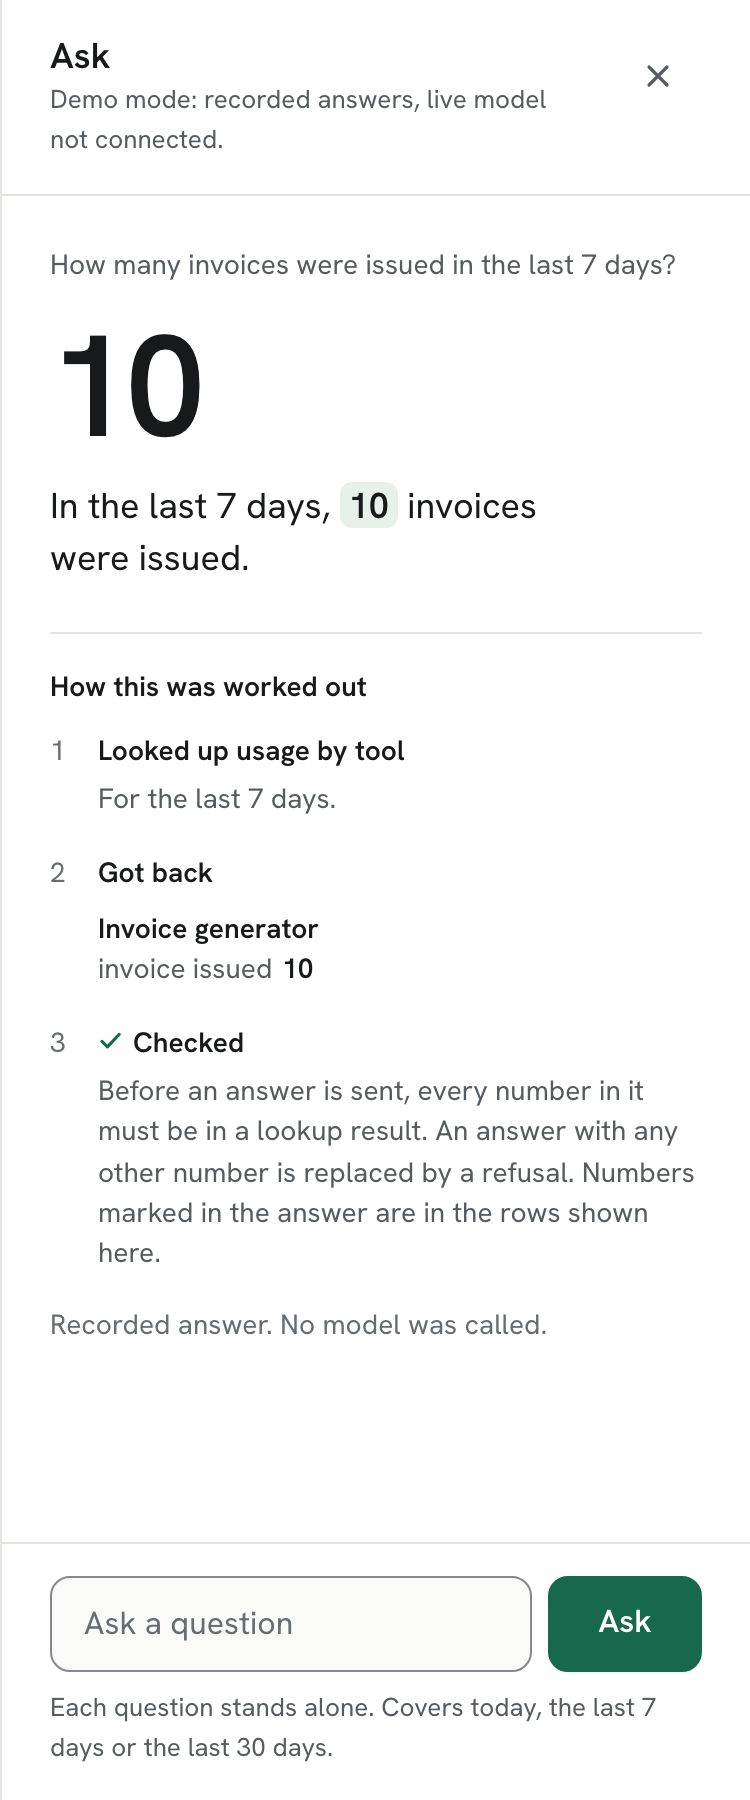 Ask
Demo mode: recorded answers, live model
not connected.
How many invoices were issued in the last 7 days?
10
In the last 7 days, 10 invoices
were issued.
How this was worked out
1 Looked up usage by tool
For the last 7 days.
2 Got back
Invoice generator
invoice issued 10
3 Checked
Before an answer is sent, every number in it
must be in a lookup result. An answer with any
other number is replaced by a refusal. Numbers
marked in the answer are in the rows shown
here.
Recorded answer. No model was called.
Ask a question
Ask
Each question stands alone. Covers today, the last 7
days or the last 30 days.